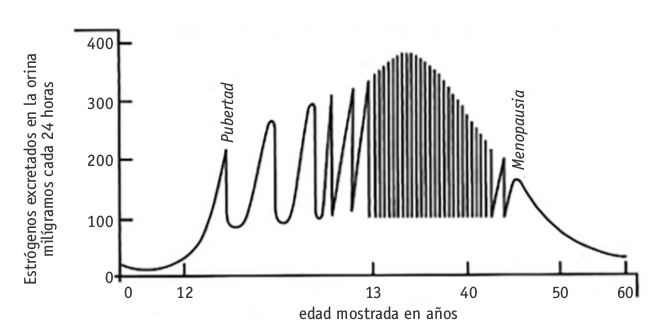 Estrógenos excretados en la orina
miligramos cada 24 horas
400
300
200
100
0
Pubertad
Menopausia
0 12 13 40 50 60
edad mostrada en años